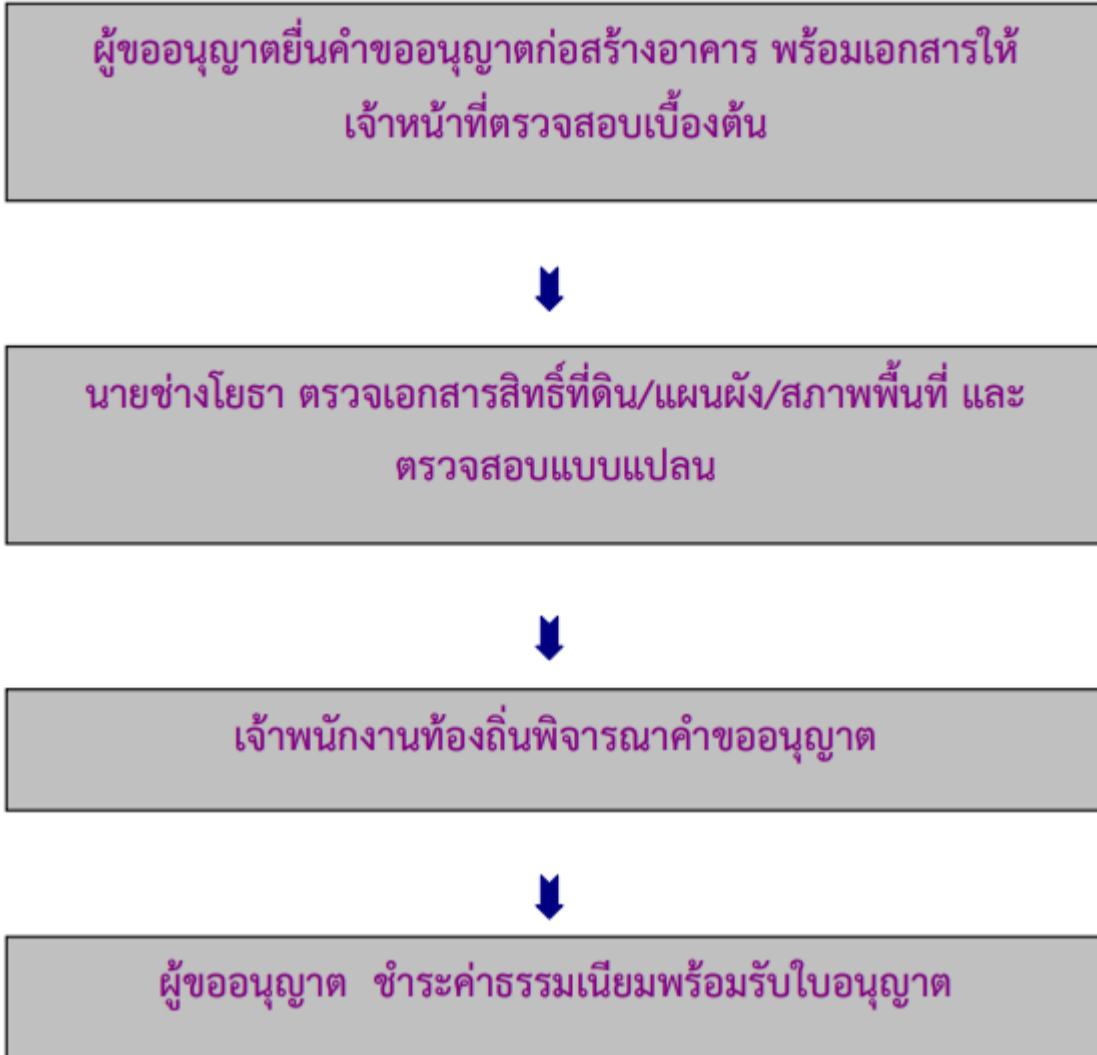 ผู้ขออนุญาตยื่นคำขออนุญาตก่อสร้างอาคาร พร้อมเอกสารให้
เจ้าหน้าที่ตรวจสอบเบื้องต้น
นายช่างโยธา ตรวจเอกสารสิทธิ์ที่ดิน/แผนผัง/สภาพพื้นที่ และ
ตรวจสอบแบบแปลน
เจ้าพนักงานท้องถิ่นพิจารณาคำขออนุญาต
ผู้ขออนุญาต ชำระค่าธรรมเนียมพร้อมรับใบอนุญาต